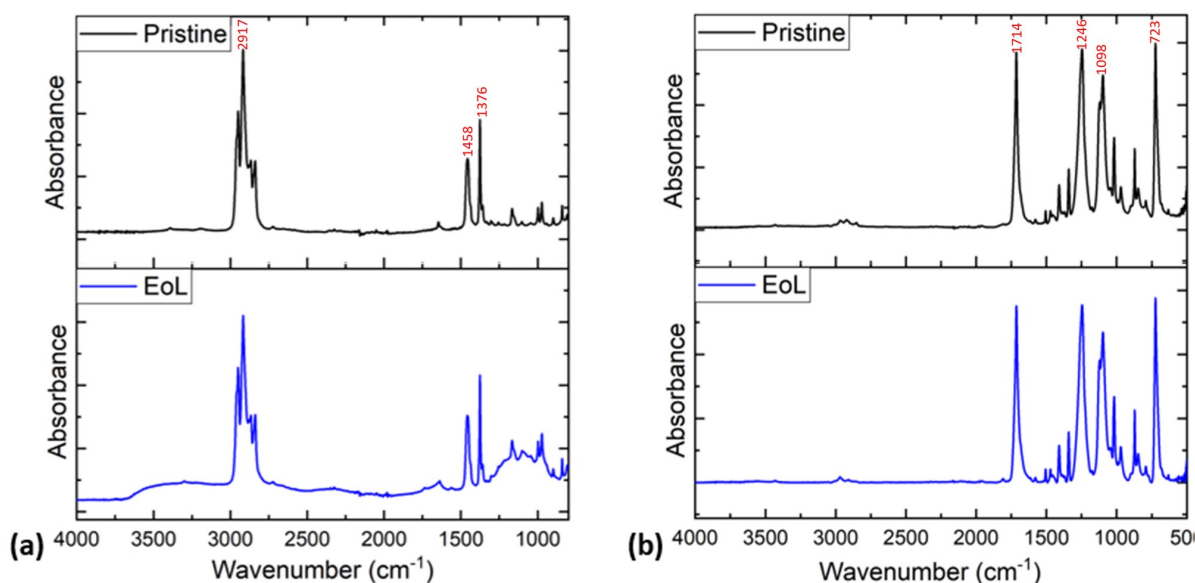 Pristine
2917
1458
1376
Absorbance
EoL
Absorbance
4000 3500 3000 2500 2000 1500 1000
Wavenumber (cm⁻¹)
(a)
Pristine
1714
1246
1098
723
Absorbance
EoL
Absorbance
4000 3500 3000 2500 2000 1500 1000 500
Wavenumber (cm⁻¹)
(b)